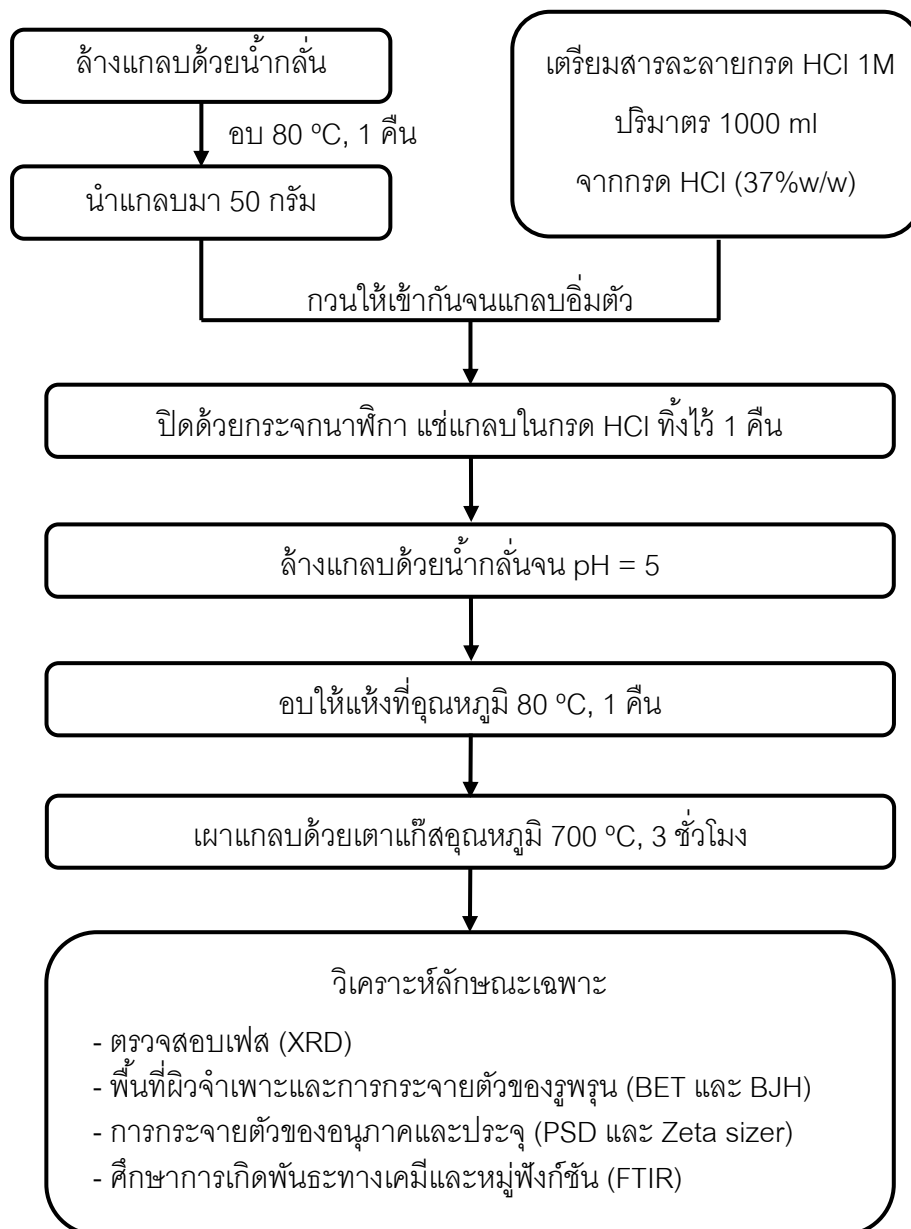 ล้างแกลบด้วยน้ำกลั่น
อบ 80 ºC, 1 คืน
นำแกลบมา 50 กรัม
เตรียมสารละลายกรด HCl 1M
ปริมาตร 1000 ml
จากกรด HCl (37%w/w)
กวนให้เข้ากันจนแกลบอิ่มตัว
ปิดด้วยกระจกนาฬิกา แช่แกลบในกรด HCl ทิ้งไว้ 1 คืน
ล้างแกลบด้วยน้ำกลั่นจน pH = 5
อบให้แห้งที่อุณหภูมิ 80 ºC, 1 คืน
เผาแกลบด้วยเตาแก๊สอุณหภูมิ 700 ºC, 3 ชั่วโมง
วิเคราะห์ลักษณะเฉพาะ
- ตรวจสอบเฟส (XRD)
- พื้นที่ผิวจำเพาะและการกระจายตัวของรูพรุน (BET และ BJH)
- การกระจายตัวของอนุภาคและประจุ (PSD และ Zeta sizer)
- ศึกษาการเกิดพันธะทางเคมีและหมู่ฟังก์ชัน (FTIR)